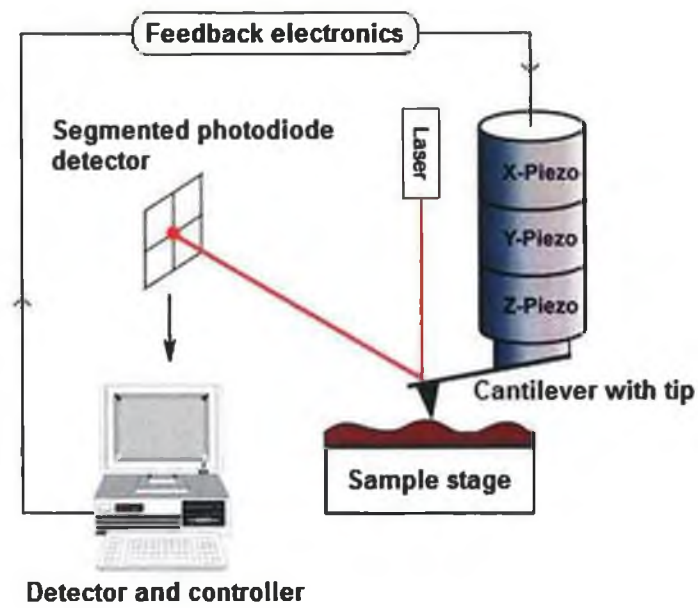 Feedback electronics
Segmented photodiode
detector
Laser
X-Piezo
Y-Piezo
Z-Piezo
Cantilever with tip
Sample stage
Detector and controller